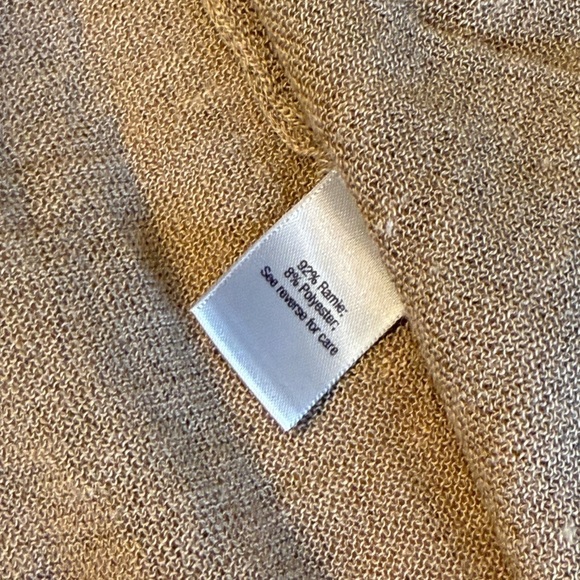 92% Ramie;
8% Polyester;
See reverse for care